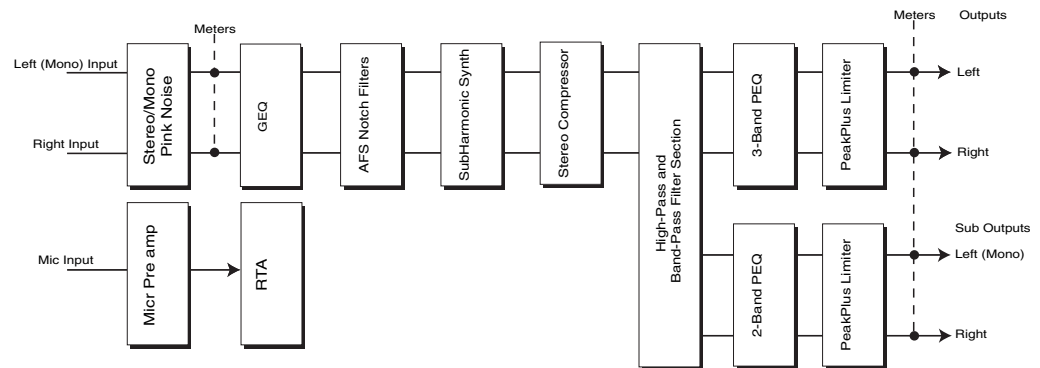 Meters
Meters
Outputs
Left (Mono) Input
Right Input
Stereo/Mono
Pink Noise
GEQ
AFS Notch Filters
SubHarmonic Synth
Stereo Compressor
High-Pass and
Band-Pass Filter Section
3-Band PEQ
PeakPlus Limiter
Left
Right
Mic Input
Micr Pre amp
RTA
2-Band PEQ
PeakPlus Limiter
Sub Outputs
Left (Mono)
Right